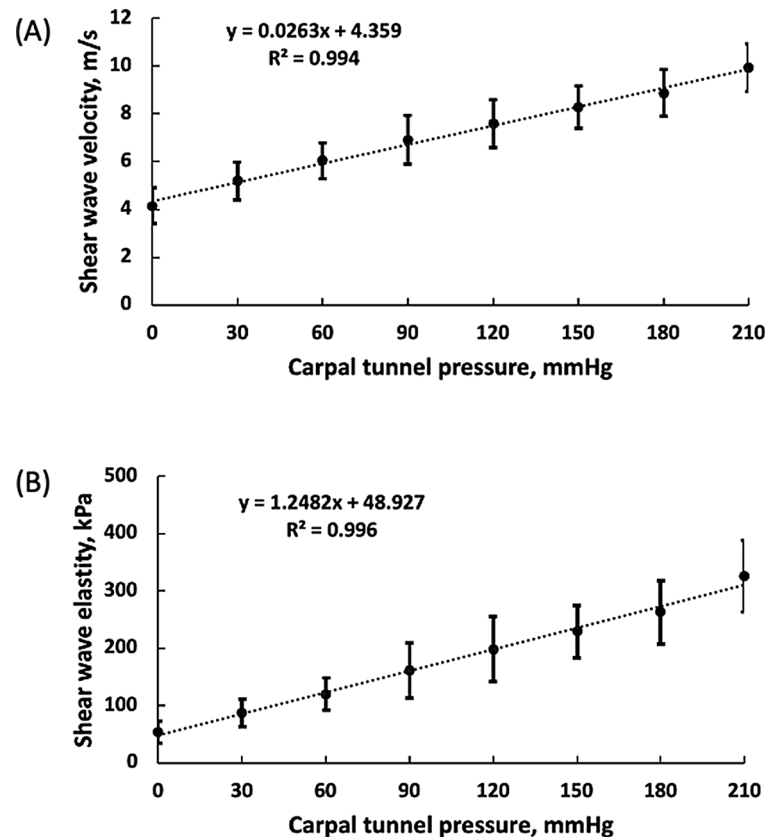 (A)
y = 0.0263x + 4.359
R² = 0.994
Shear wave velocity, m/s
12
10
8
6
4
2
0
0 30 60 90 120 150 180 210
Carpal tunnel pressure, mmHg
(B)
y = 1.2482x + 48.927
R² = 0.996
Shear wave elastity, kPa
500
400
300
200
100
0
0 30 60 90 120 150 180 210
Carpal tunnel pressure, mmHg